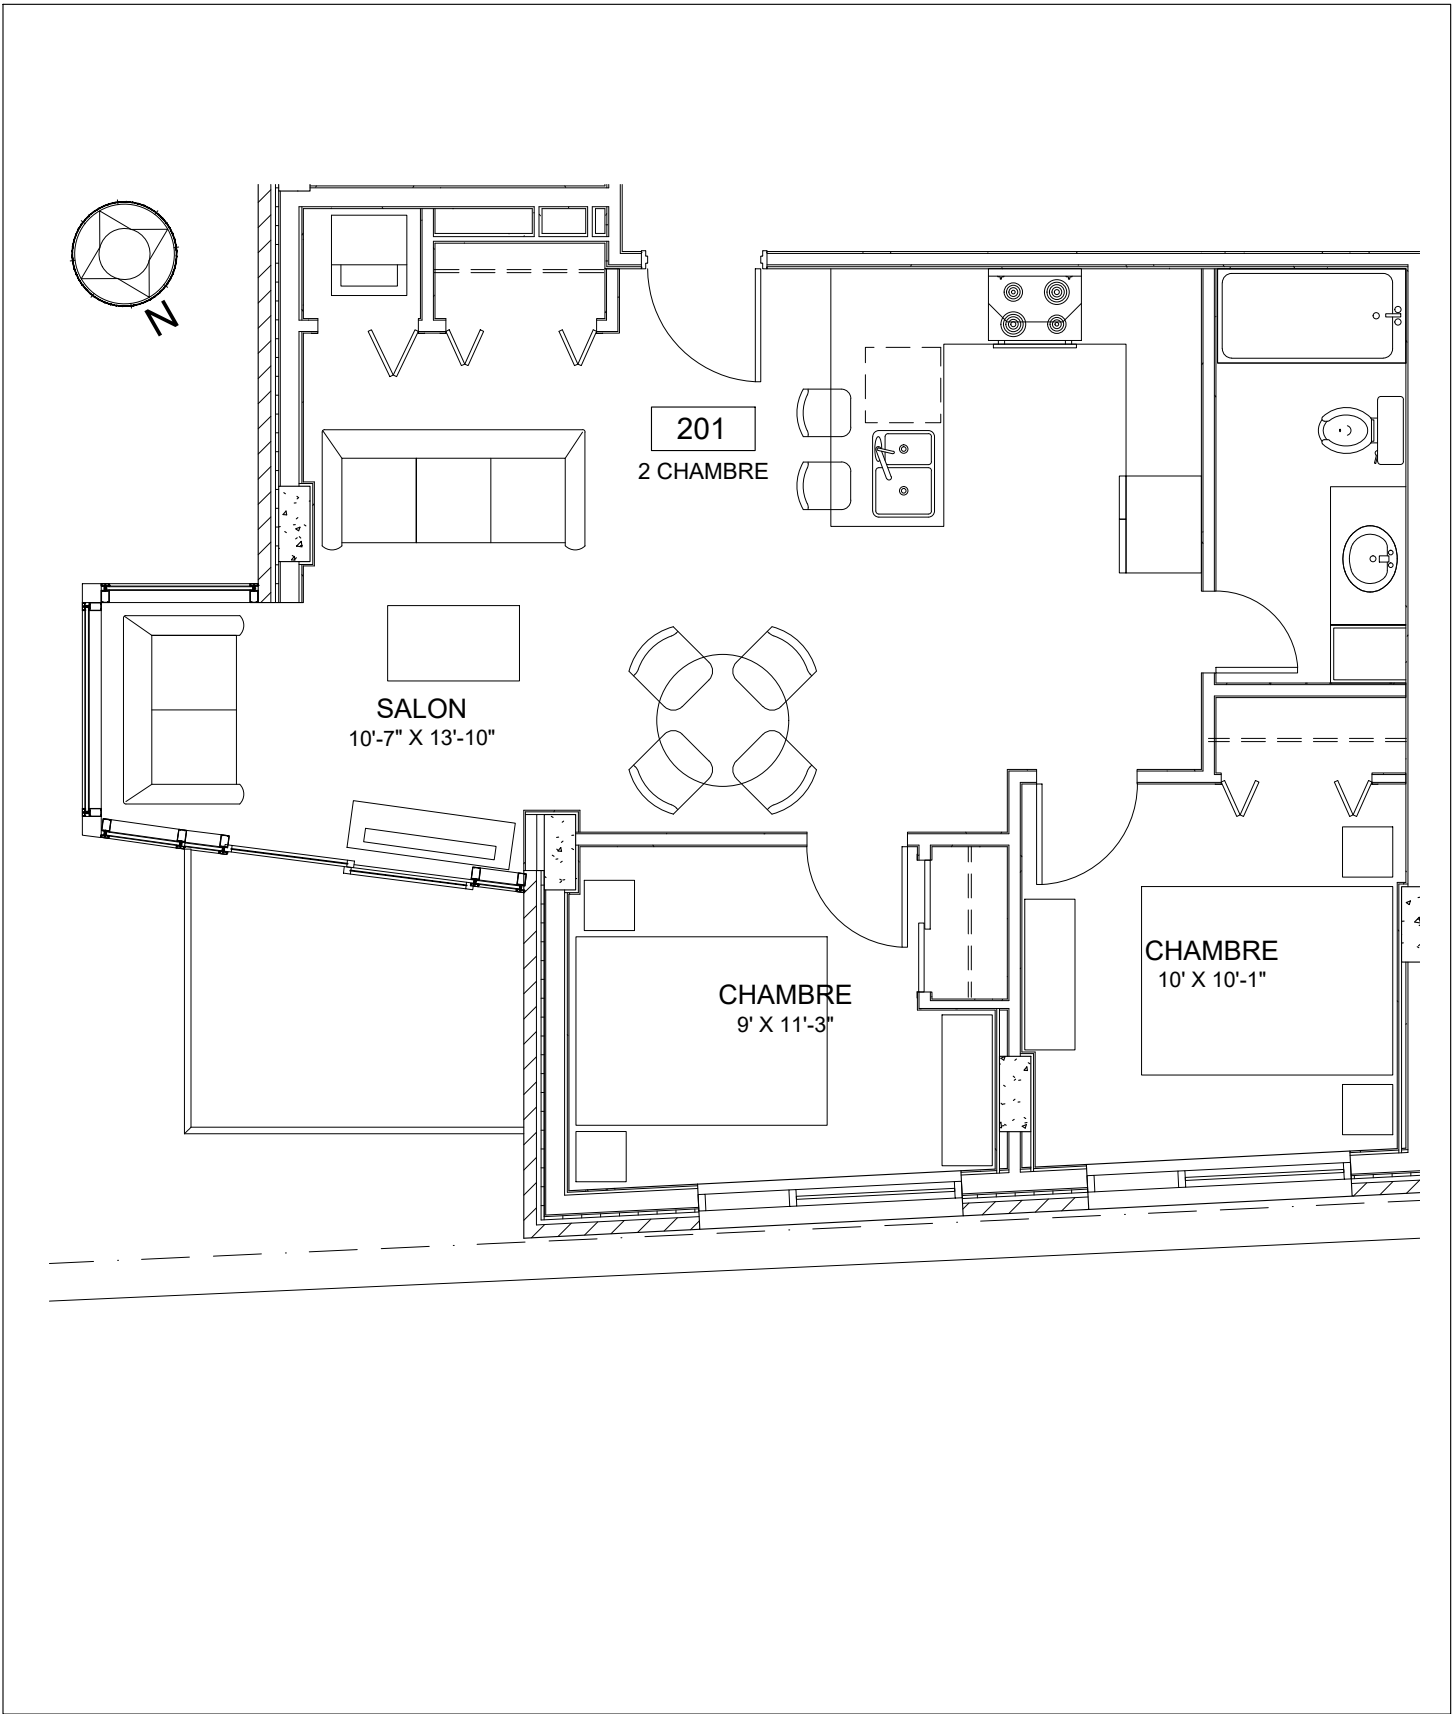 N
201
2 CHAMBRE
SALON
10'-7" X 13'-10"
CHAMBRE
10' X 10'-1"
CHAMBRE
9' X 11'-3"